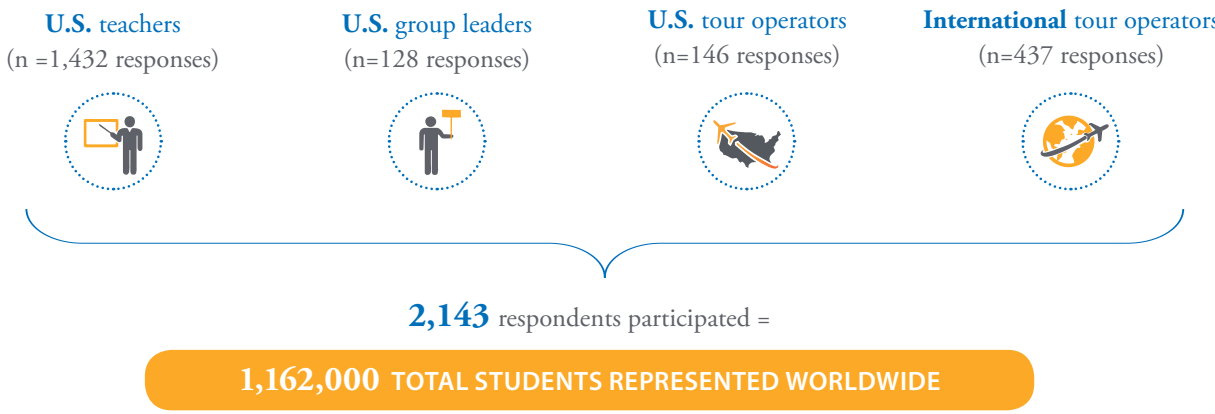 U.S. teachers
(n =1,432 responses)
U.S. group leaders
(n=128 responses)
U.S. tour operators
(n=146 responses)
International tour operators
(n=437 responses)
2,143 respondents participated =
1,162,000 TOTAL STUDENTS REPRESENTED WORLDWIDE